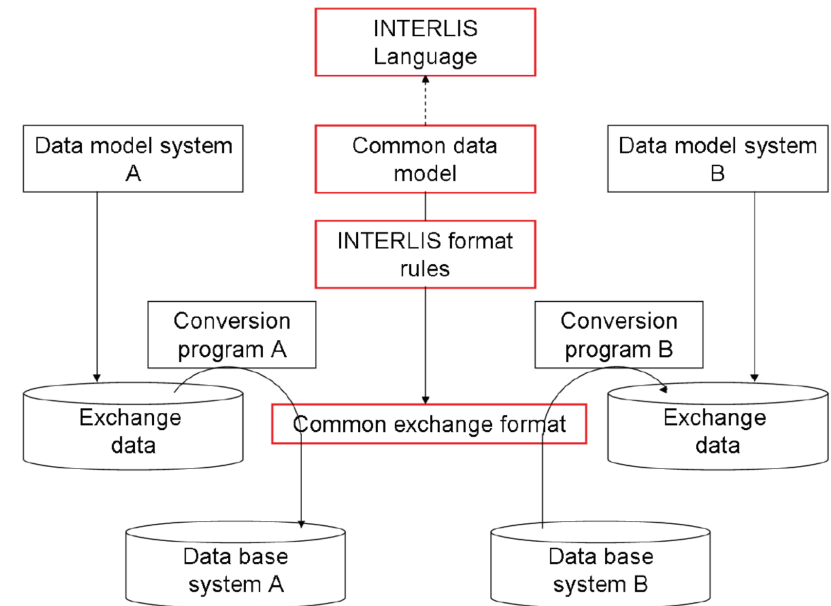 INTERLIS
Language
Data model system
A
Common data
model
Data model system
B
INTERLIS format
rules
Conversion
program A
Conversion
program B
Exchange
data
Common exchange format
Exchange
data
Data base
system A
Data base
system B